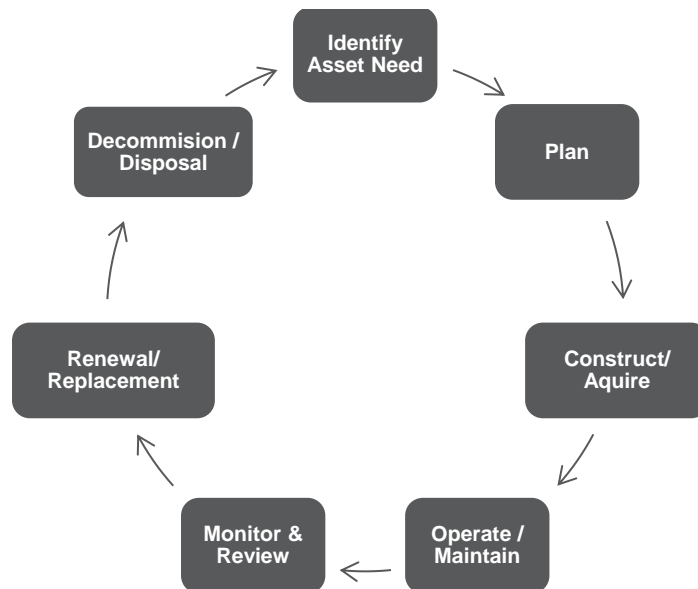 Identify
Asset Need
Plan
Construct/
Aquire
Operate /
Maintain
Monitor &
Review
Renewal/
Replacement
Decommision /
Disposal